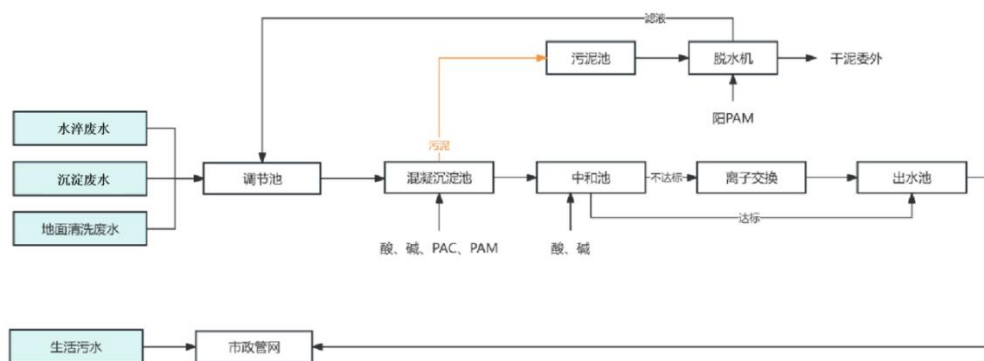 滤液
污泥池
脱水机
干泥委外
阳PAM
水淬废水
污泥
沉淀废水
调节池
混凝沉淀池
中和池
不达标
离子交换
出水池
地面清洗废水
达标
酸、碱、PAC、PAM
酸、碱
生活污水
市政管网